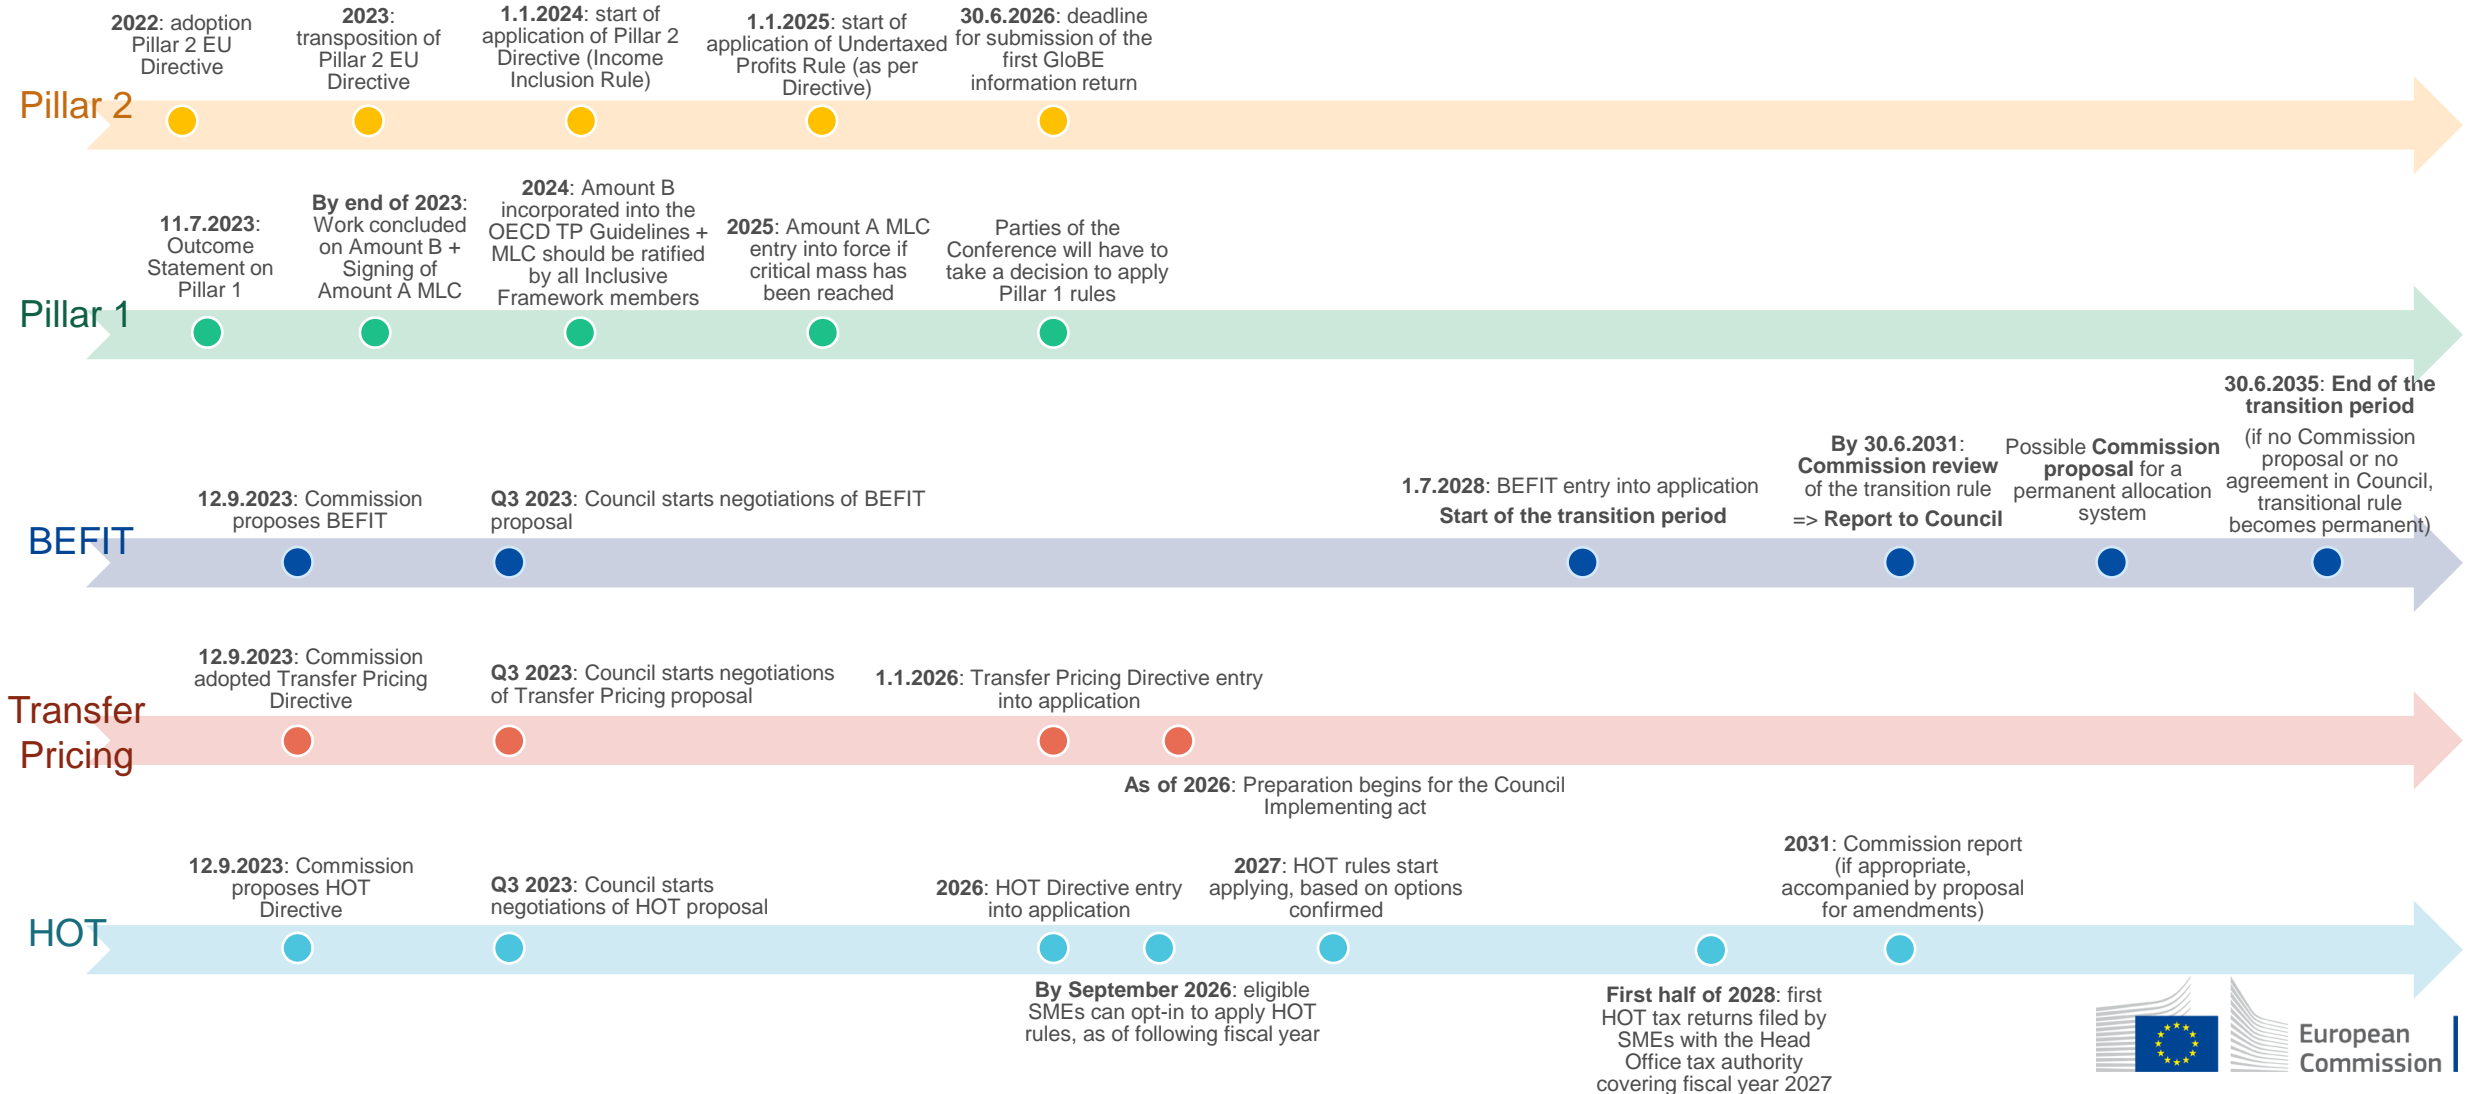 2022: adoption
Pillar 2 EU
Directive
2023:
transposition of
Pillar 2 EU
Directive
1.1.2024: start of
application of Pillar 2
Directive (Income
Inclusion Rule)
1.1.2025: start of
application of Undertaxed
Profits Rule (as per
Directive)
30.6.2026: deadline
for submission of the
first GloBE
information return
Pillar 2
11.7.2023:
Outcome
Statement on
Pillar 1
By end of 2023:
Work concluded
on Amount B +
Signing of
Amount A MLC
2024: Amount B
incorporated into the
OECD TP Guidelines +
MLC should be ratified
by all Inclusive
Framework members
2025: Amount A MLC
entry into force if
critical mass has
been reached
Parties of the
Conference will have to
take a decision to apply
Pillar 1 rules
Pillar 1
12.9.2023: Commission
proposes BEFIT
Q3 2023: Council starts negotiations of BEFIT
proposal
1.7.2028: BEFIT entry into application
Start of the transition period
By 30.6.2031:
Commission review
of the transition rule
=> Report to Council
Possible Commission
proposal for a
permanent allocation
system
30.6.2035: End of the
transition period
(if no Commission
proposal or no
agreement in Council,
transitional rule
becomes permanent)
BEFIT
12.9.2023: Commission
adopted Transfer Pricing
Directive
Q3 2023: Council starts negotiations
of Transfer Pricing proposal
1.1.2026: Transfer Pricing Directive entry
into application
Transfer
Pricing
As of 2026: Preparation begins for the Council
Implementing act
12.9.2023: Commission
proposes HOT
Directive
Q3 2023: Council starts
negotiations of HOT proposal
2026: HOT Directive entry
into application
2027: HOT rules start
applying, based on options
confirmed
2031: Commission report
(if appropriate,
accompanied by proposal
for amendments)
HOT
By September 2026: eligible
SMEs can opt-in to apply HOT
rules, as of following fiscal year
First half of 2028: first
HOT tax returns filed by
SMEs with the Head
Office tax authority
covering fiscal year 2027
European
Commission